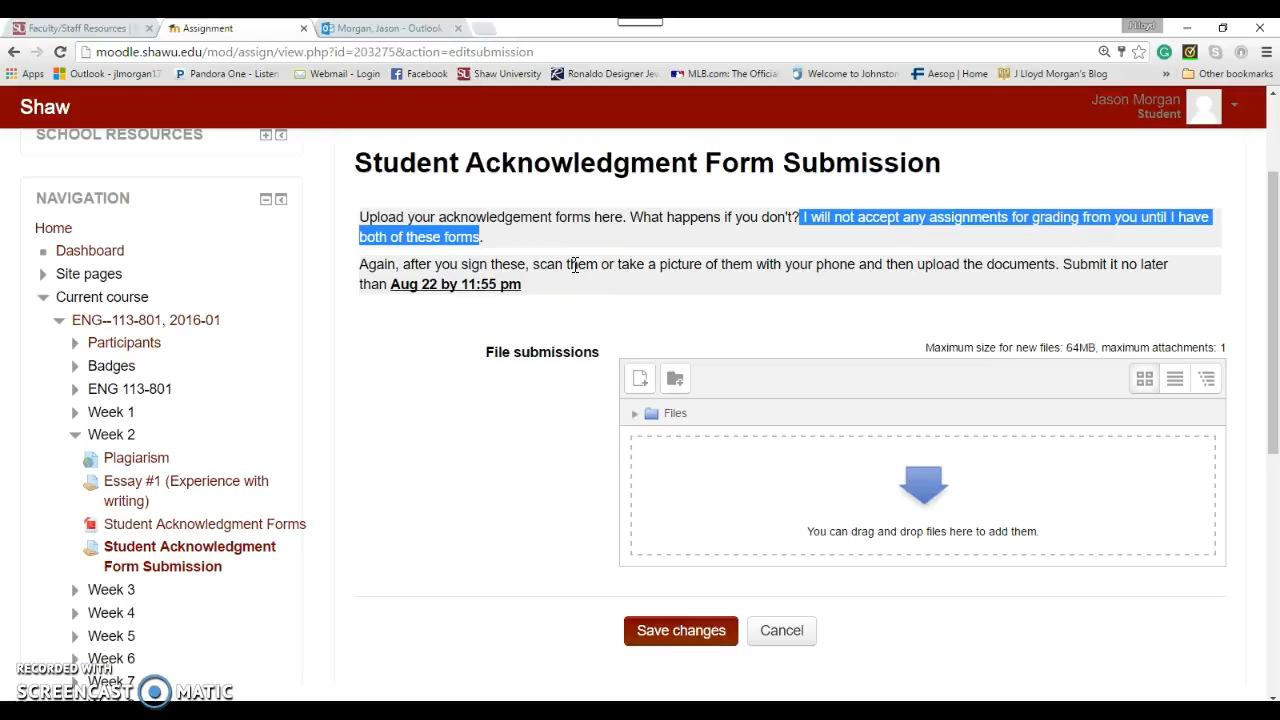 Faculty/Staff Resources |
Assignment
Morgan, Jason - Outlook
J Lloyd
moodle.shawu.edu/mod/assign/view.php?id=203275&action=editsubmission
Apps
Outlook - jlmorgan17
Pandora One - Listen
Webmail - Login
Facebook
Shaw University
Ronaldo Designer Je
MLB.com: The Officia
Welcome to Johnston
Aesop | Home
J Lloyd Morgan's Blog
»
Other bookmarks
Shaw
Jason Morgan
Student
SCHOOL RESOURCES
NAVIGATION
Home
Dashboard
Site pages
Current course
ENG--113-801, 2016-01
Participants
Badges
ENG 113-801
Week 1
Week 2
Plagiarism
Essay #1 (Experience with
writing)
Student Acknowledgment Forms
Student Acknowledgment
Form Submission
Week 3
Week 4
Week 5
Week 6
Week 7
Student Acknowledgment Form Submission
Upload your acknowledgement forms here. What happens if you don't? I will not accept any assignments for grading from you until I have
both of these forms.
Again, after you sign these, scan them or take a picture of them with your phone and then upload the documents. Submit it no later
than Aug 22 by 11:55 pm
Maximum size for new files: 64MB, maximum attachments: 1
File submissions
Files
You can drag and drop files here to add them.
Save changes
Cancel
RECORDED WITH
SCREENCAST MATIC